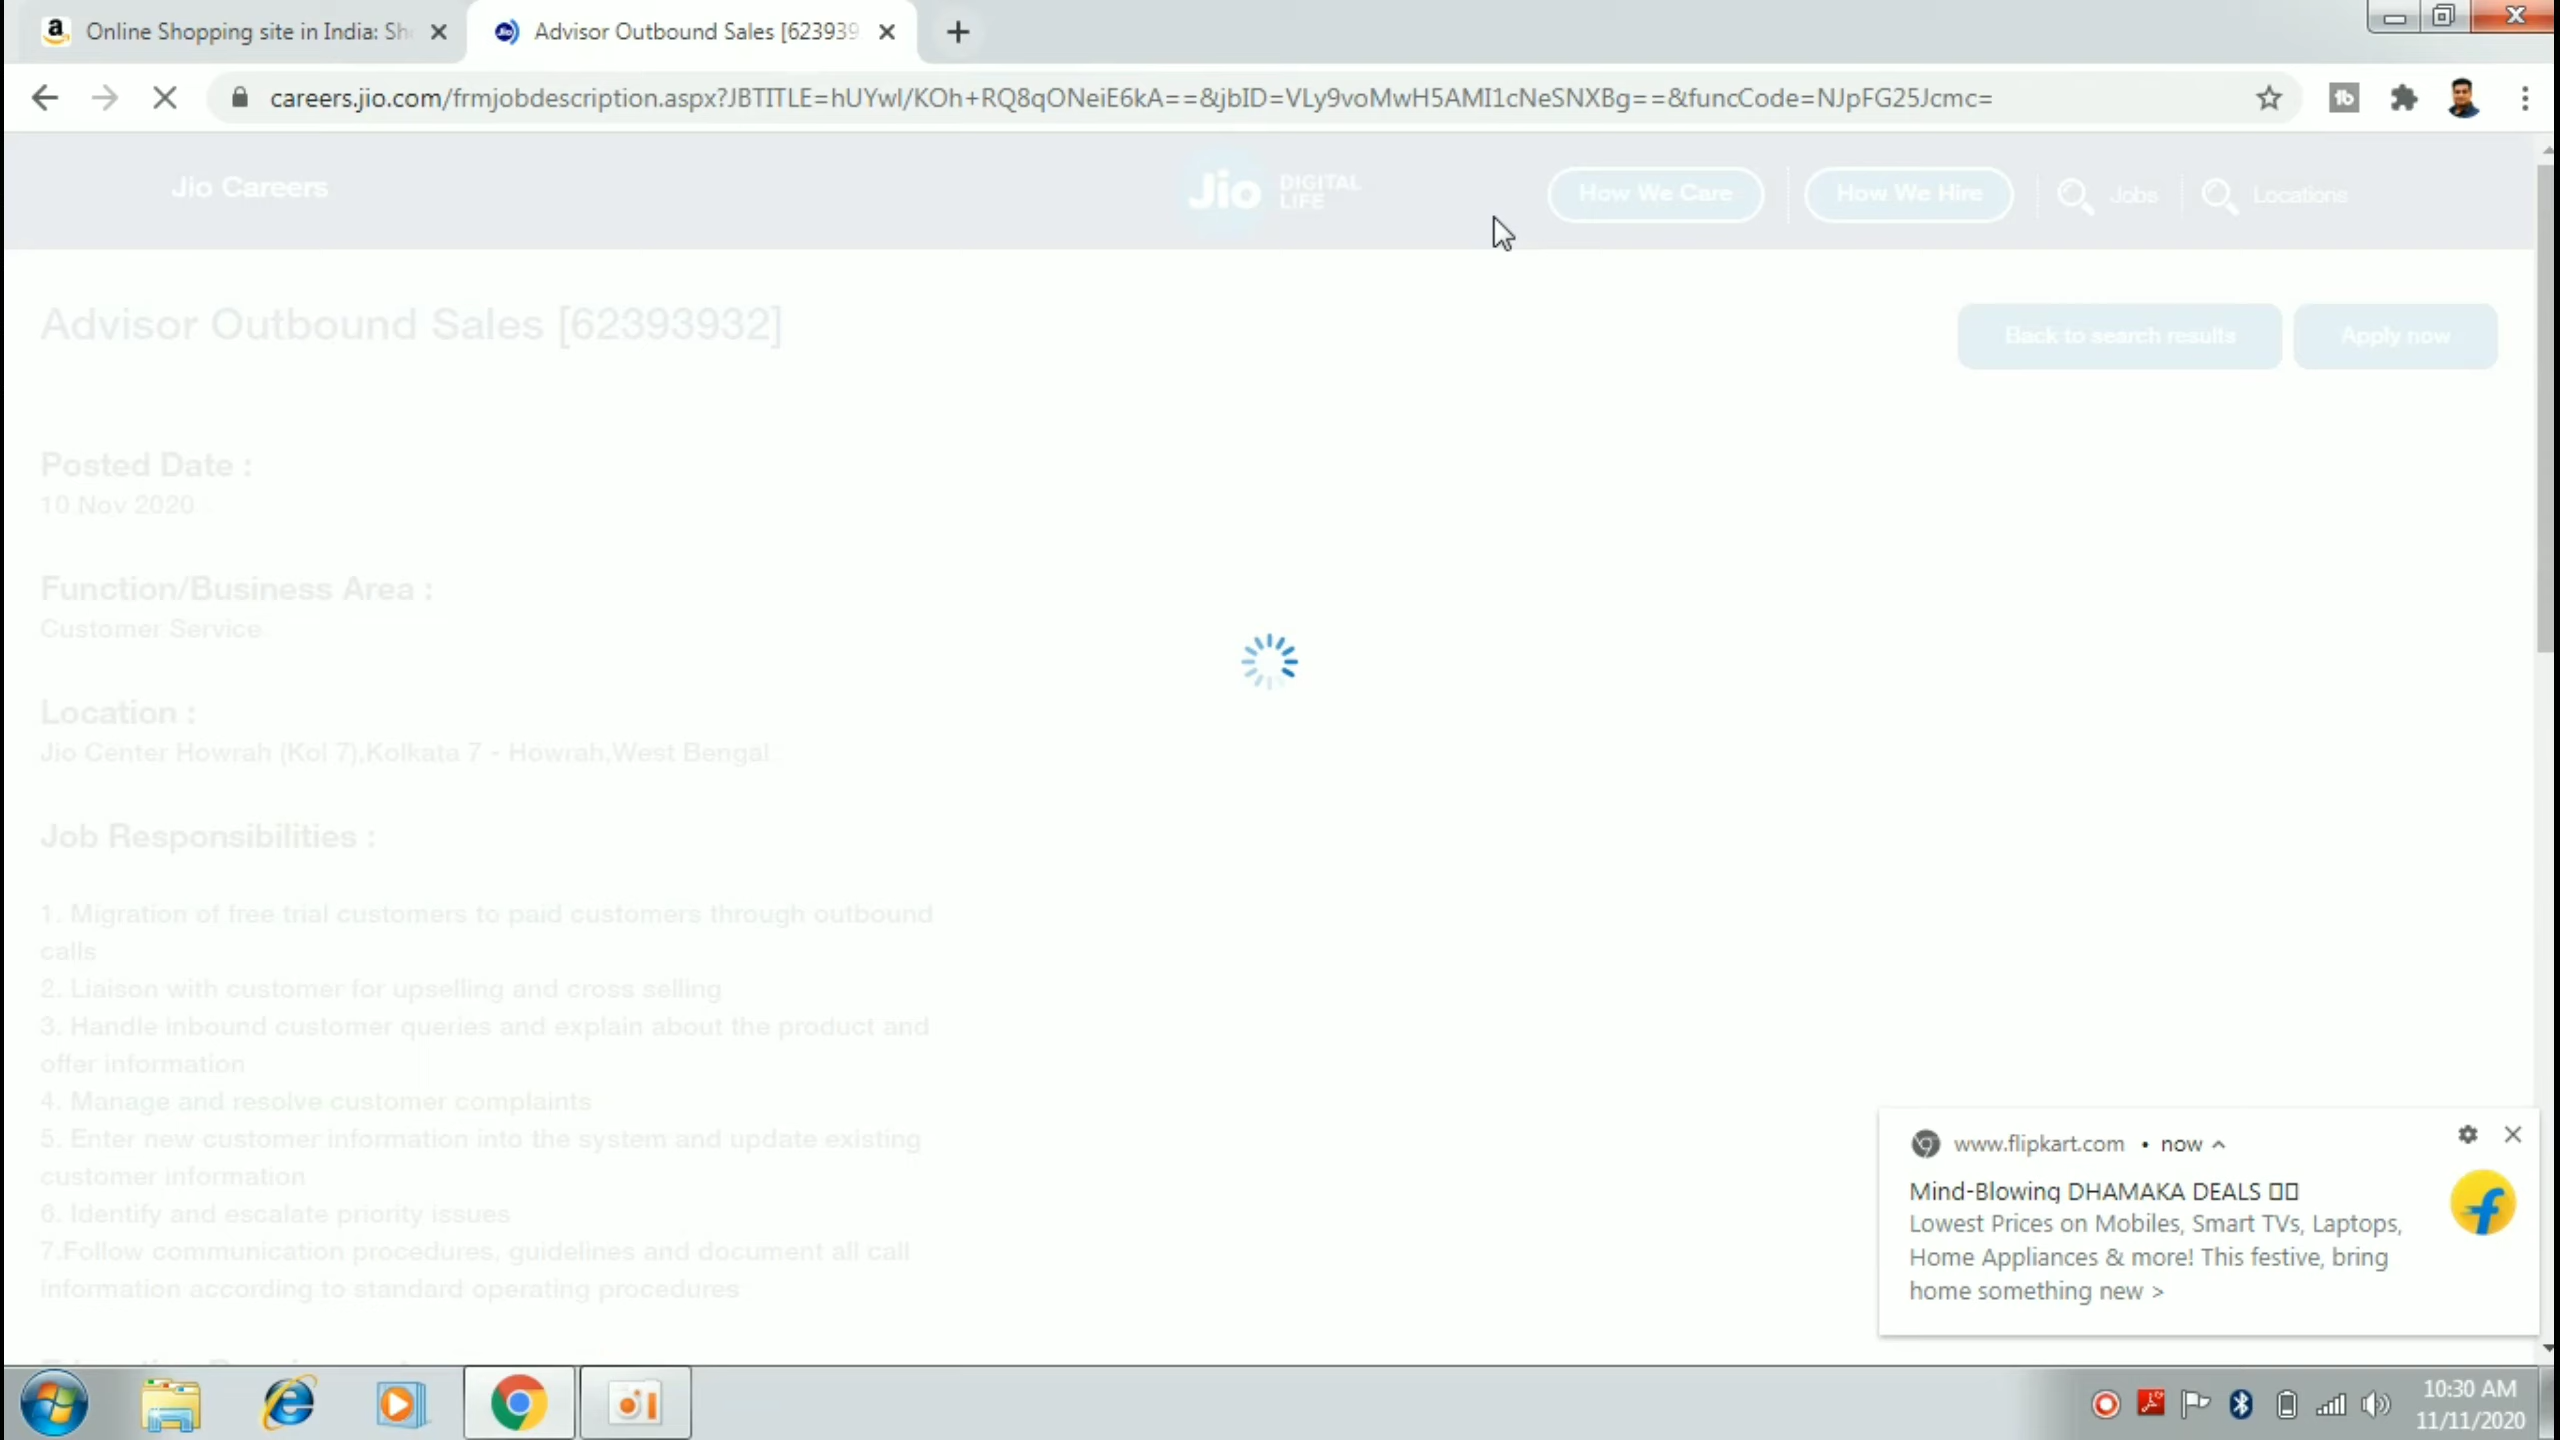 Online Shopping site in India: Sh
Advisor Outbound Sales [623939
careers.jio.com/frmjobdescription.aspx?JBTITLE=hUYwl/KOh+RQ8qONeiE6kA==&jbID=VLy9voMwH5AMI1cNeSNXBg==&funcCode=NJpFG25Jcmc=
Jio Careers
Jio DIGITAL LIFE
How We Care
How We Hire
Jobs
Locations
Advisor Outbound Sales [62393932]
Back to search results
Apply now
Posted Date :
10 Nov 2020
Function/Business Area :
Customer Service
Location :
Jio Center Howrah (Kol 7),Kolkata 7 - Howrah,West Bengal
Job Responsibilities :
1. Migration of free trial customers to paid customers through outbound
calls
2. Liaison with customer for upselling and cross selling
3. Handle inbound customer queries and explain about the product and
offer information
4. Manage and resolve customer complaints
5. Enter new customer information into the system and update existing
customer information
6. Identify and escalate priority issues
7.Follow communication procedures, guidelines and document all call
information according to standard operating procedures
www.flipkart.com • now
Mind-Blowing DHAMAKA DEALS
Lowest Prices on Mobiles, Smart TVs, Laptops,
Home Appliances & more! This festive, bring
home something new >
10:30 AM
11/11/2020